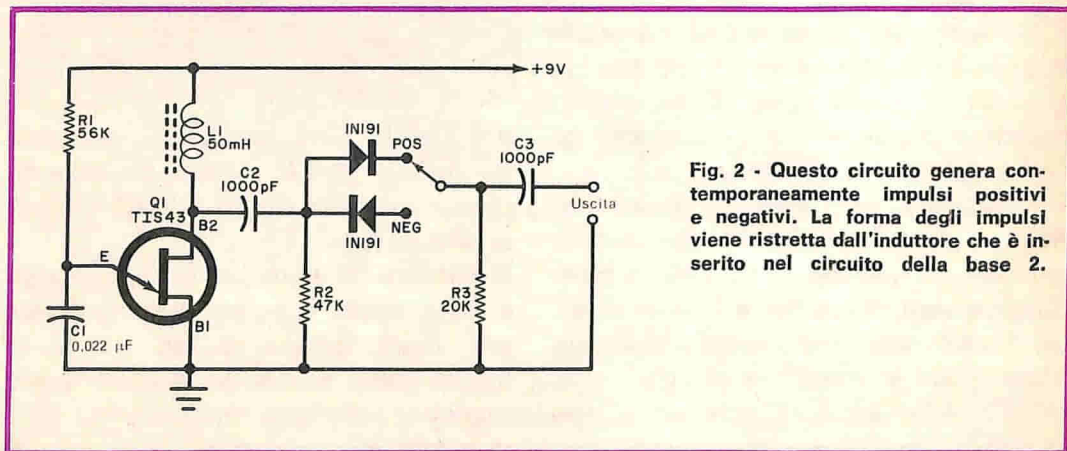 +9V
R1
56K
L1
50mH
Q1
TIS43
B2
E
B1
C1
0,022 µF
C2
1000pF
IN191
POS
IN191
NEG
R2
47K
R3
20K
C3
1000pF
Uscita
Fig. 2 - Questo circuito genera con-
temporaneamente impulsi positivi
e negativi. La forma degli impulsi
viene ristretta dall'induttore che è in-
serito nel circuito della base 2.